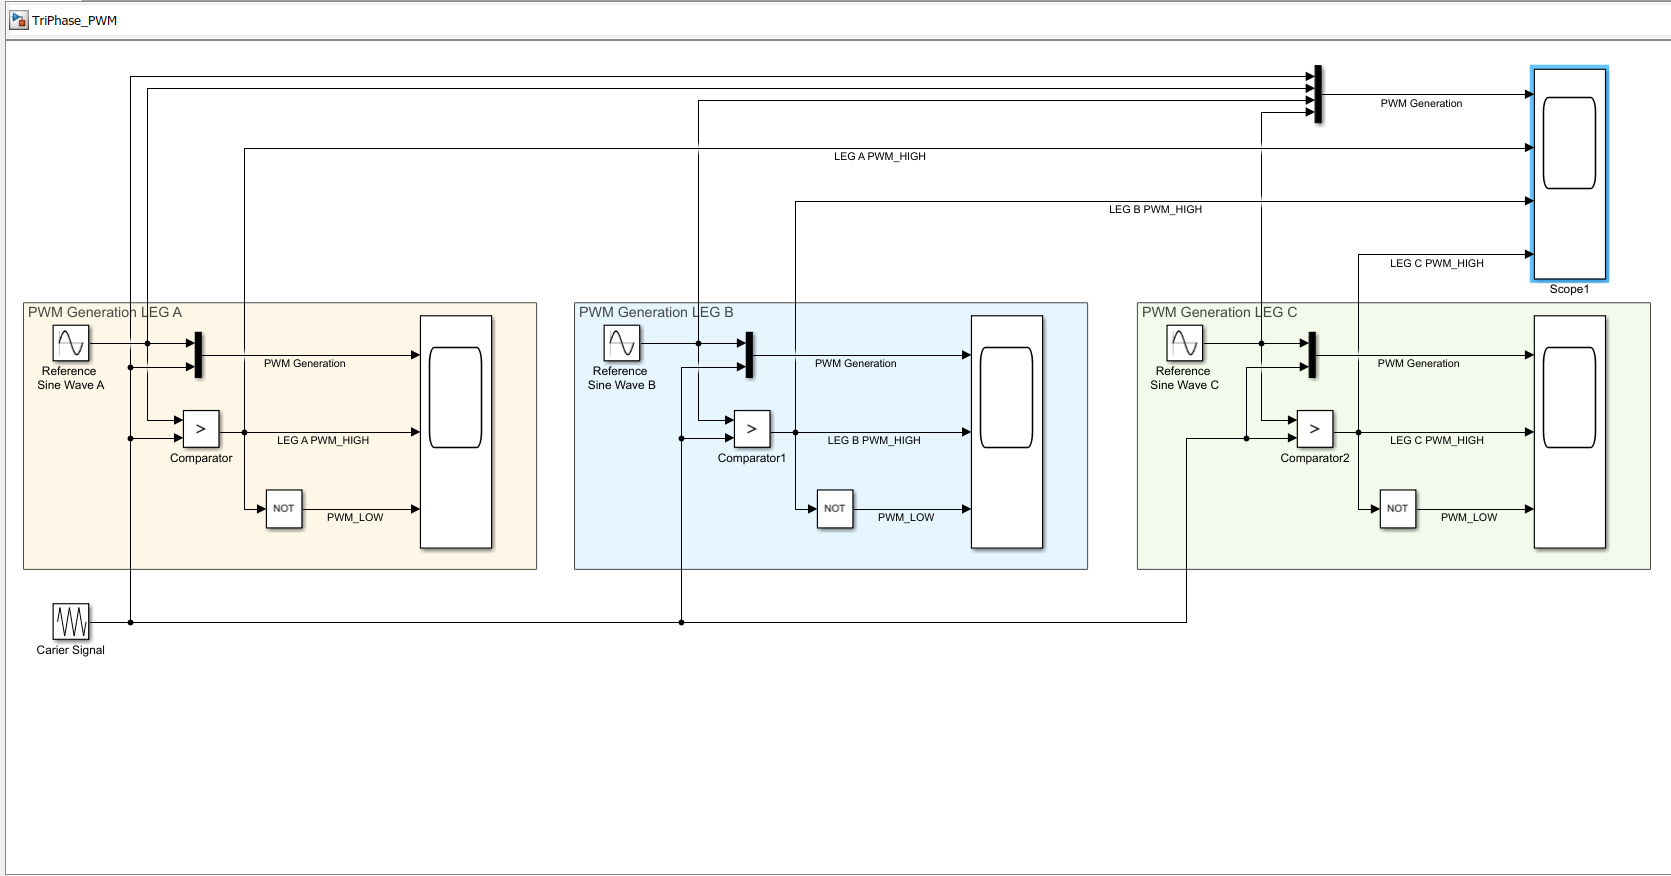 TriPhase_PWM
PWM Generation
LEG A PWM_HIGH
LEG B PWM_HIGH
LEG C PWM_HIGH
Scope1
PWM Generation LEG A
Reference
Sine Wave A
PWM Generation
>
Comparator
LEG A PWM_HIGH
NOT
PWM_LOW
PWM Generation LEG B
Reference
Sine Wave B
PWM Generation
>
Comparator1
LEG B PWM_HIGH
NOT
PWM_LOW
PWM Generation LEG C
Reference
Sine Wave C
PWM Generation
>
Comparator2
LEG C PWM_HIGH
NOT
PWM_LOW
Carier Signal